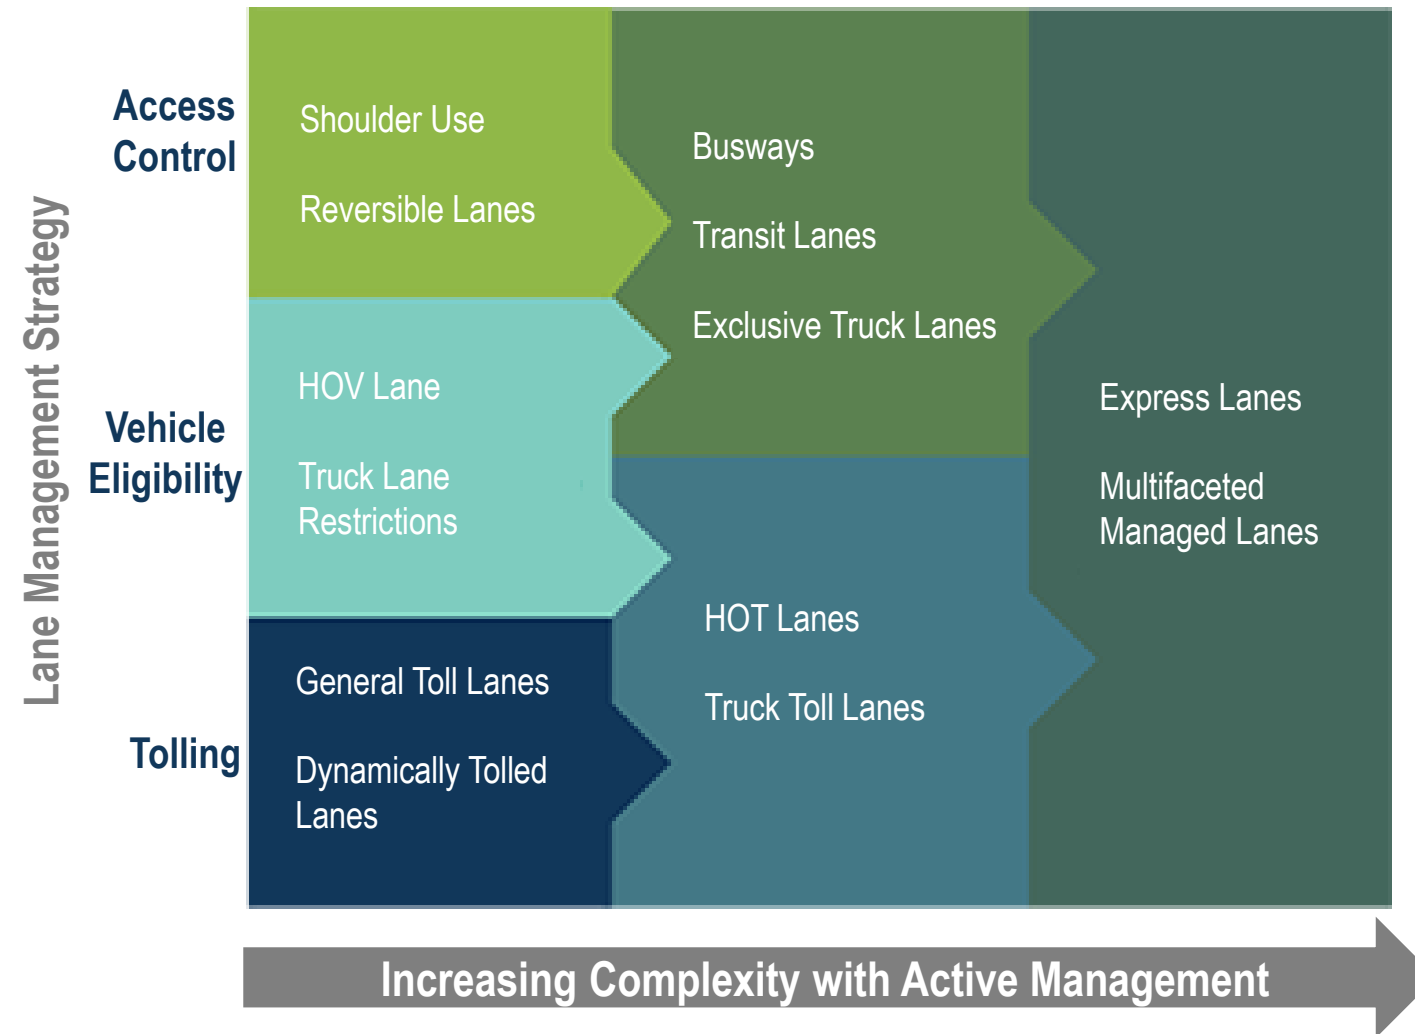 Lane Management Strategy
Access
Control
Shoulder Use
Reversible Lanes
Vehicle
Eligibility
HOV Lane
Truck Lane
Restrictions
Tolling
General Toll Lanes
Dynamically Tolled
Lanes
Busways
Transit Lanes
Exclusive Truck Lanes
HOT Lanes
Truck Toll Lanes
Express Lanes
Multifaceted
Managed Lanes
Increasing Complexity with Active Management